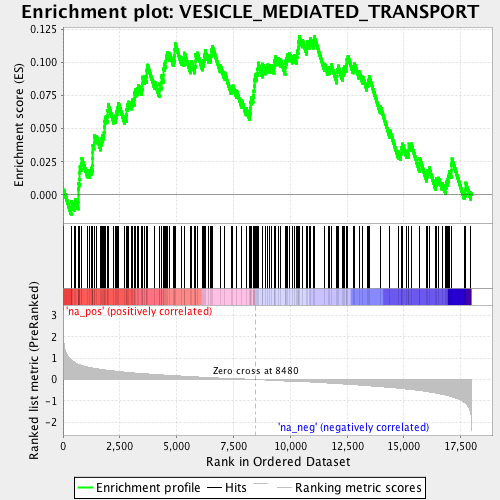 Enrichment plot: VESICLE_MEDIATED_TRANSPORT
Enrichment score (ES)
0.125
0.100
0.075
0.050
0.025
0.000
'na_pos' (positively correlated)
Ranked list metric (PreRanked)
3
2
1
0
-1
-2
Zero cross at 8480
'na_neg' (negatively correlated)
0 2,500 5,000 7,500 10,000 12,500 15,000 17,500
Rank in Ordered Dataset
Enrichment profile Hits Zero Ranking metric scores